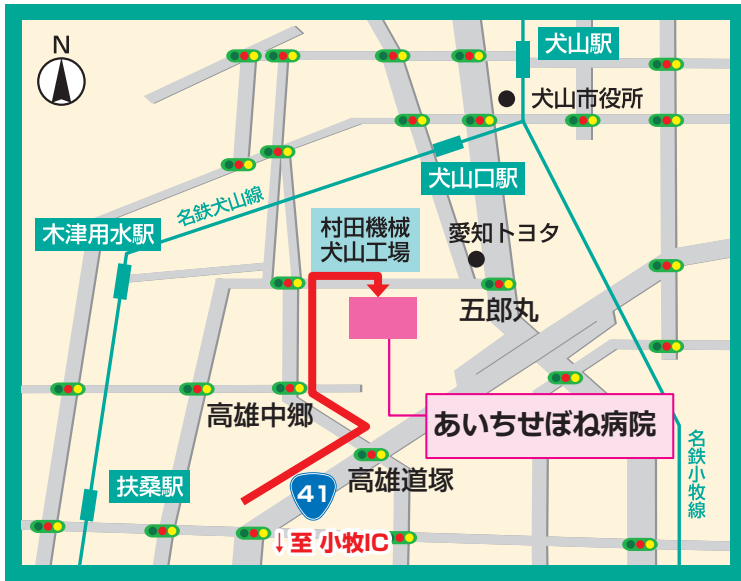 N
犬山駅
犬山市役所
犬山口駅
名鉄犬山線
木津用水駅
村田機械
犬山工場
愛知トヨタ
五郎丸
高雄中郷
あいちせぼね病院
名鉄小牧線
扶桑駅
高雄道塚
41
↓至 小牧IC